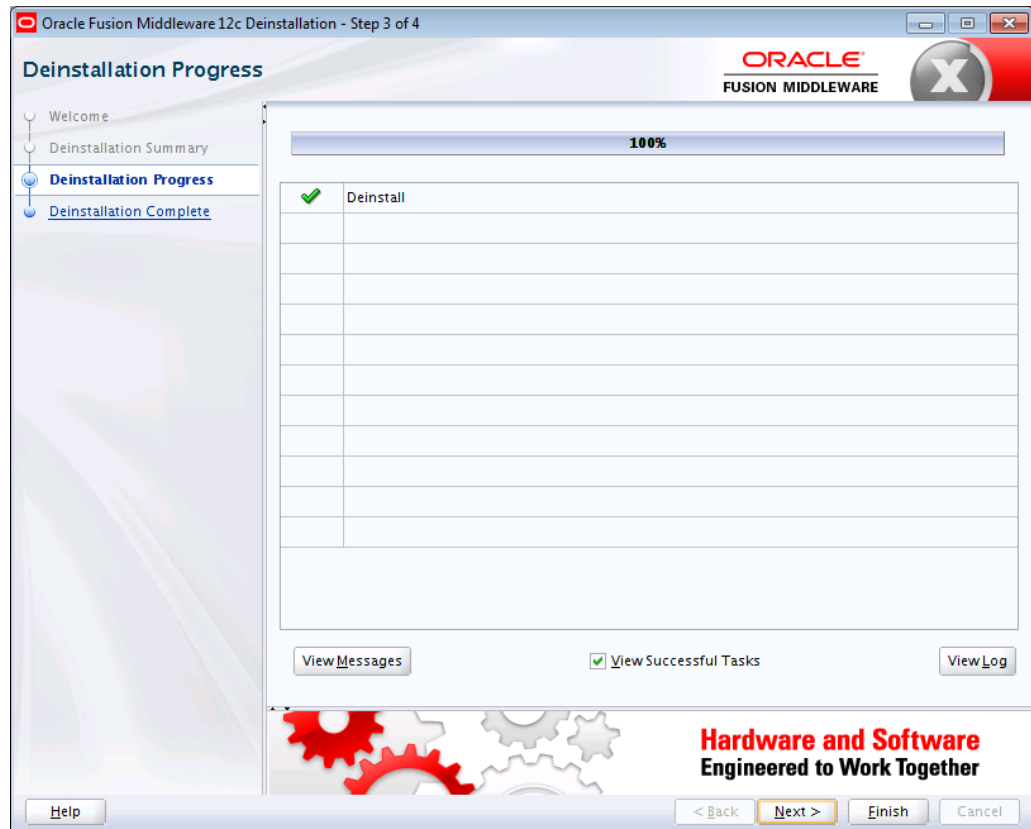 Oracle Fusion Middleware 12c Deinstallation - Step 3 of 4
Deinstallation Progress
ORACLE
FUSION MIDDLEWARE
X
Welcome
Deinstallation Summary
Deinstallation Progress
Deinstallation Complete
100%
Deinstall
View Messages
View Successful Tasks
View Log
Hardware and Software
Engineered to Work Together
Help
< Back
Next >
Finish
Cancel